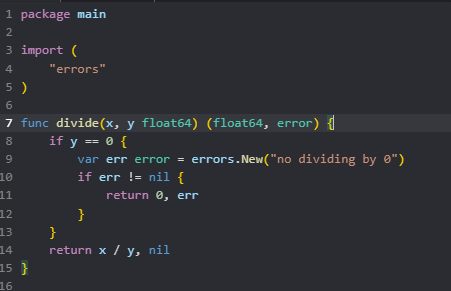 1 package main
2
3 import (
4     "errors"
5 )
6
7 func divide(x, y float64) (float64, error) {
8     if y == 0 {
9         var err error = errors.New("no dividing by 0")
10         if err != nil {
11             return 0, err
12         }
13     }
14     return x / y, nil
15 }
16